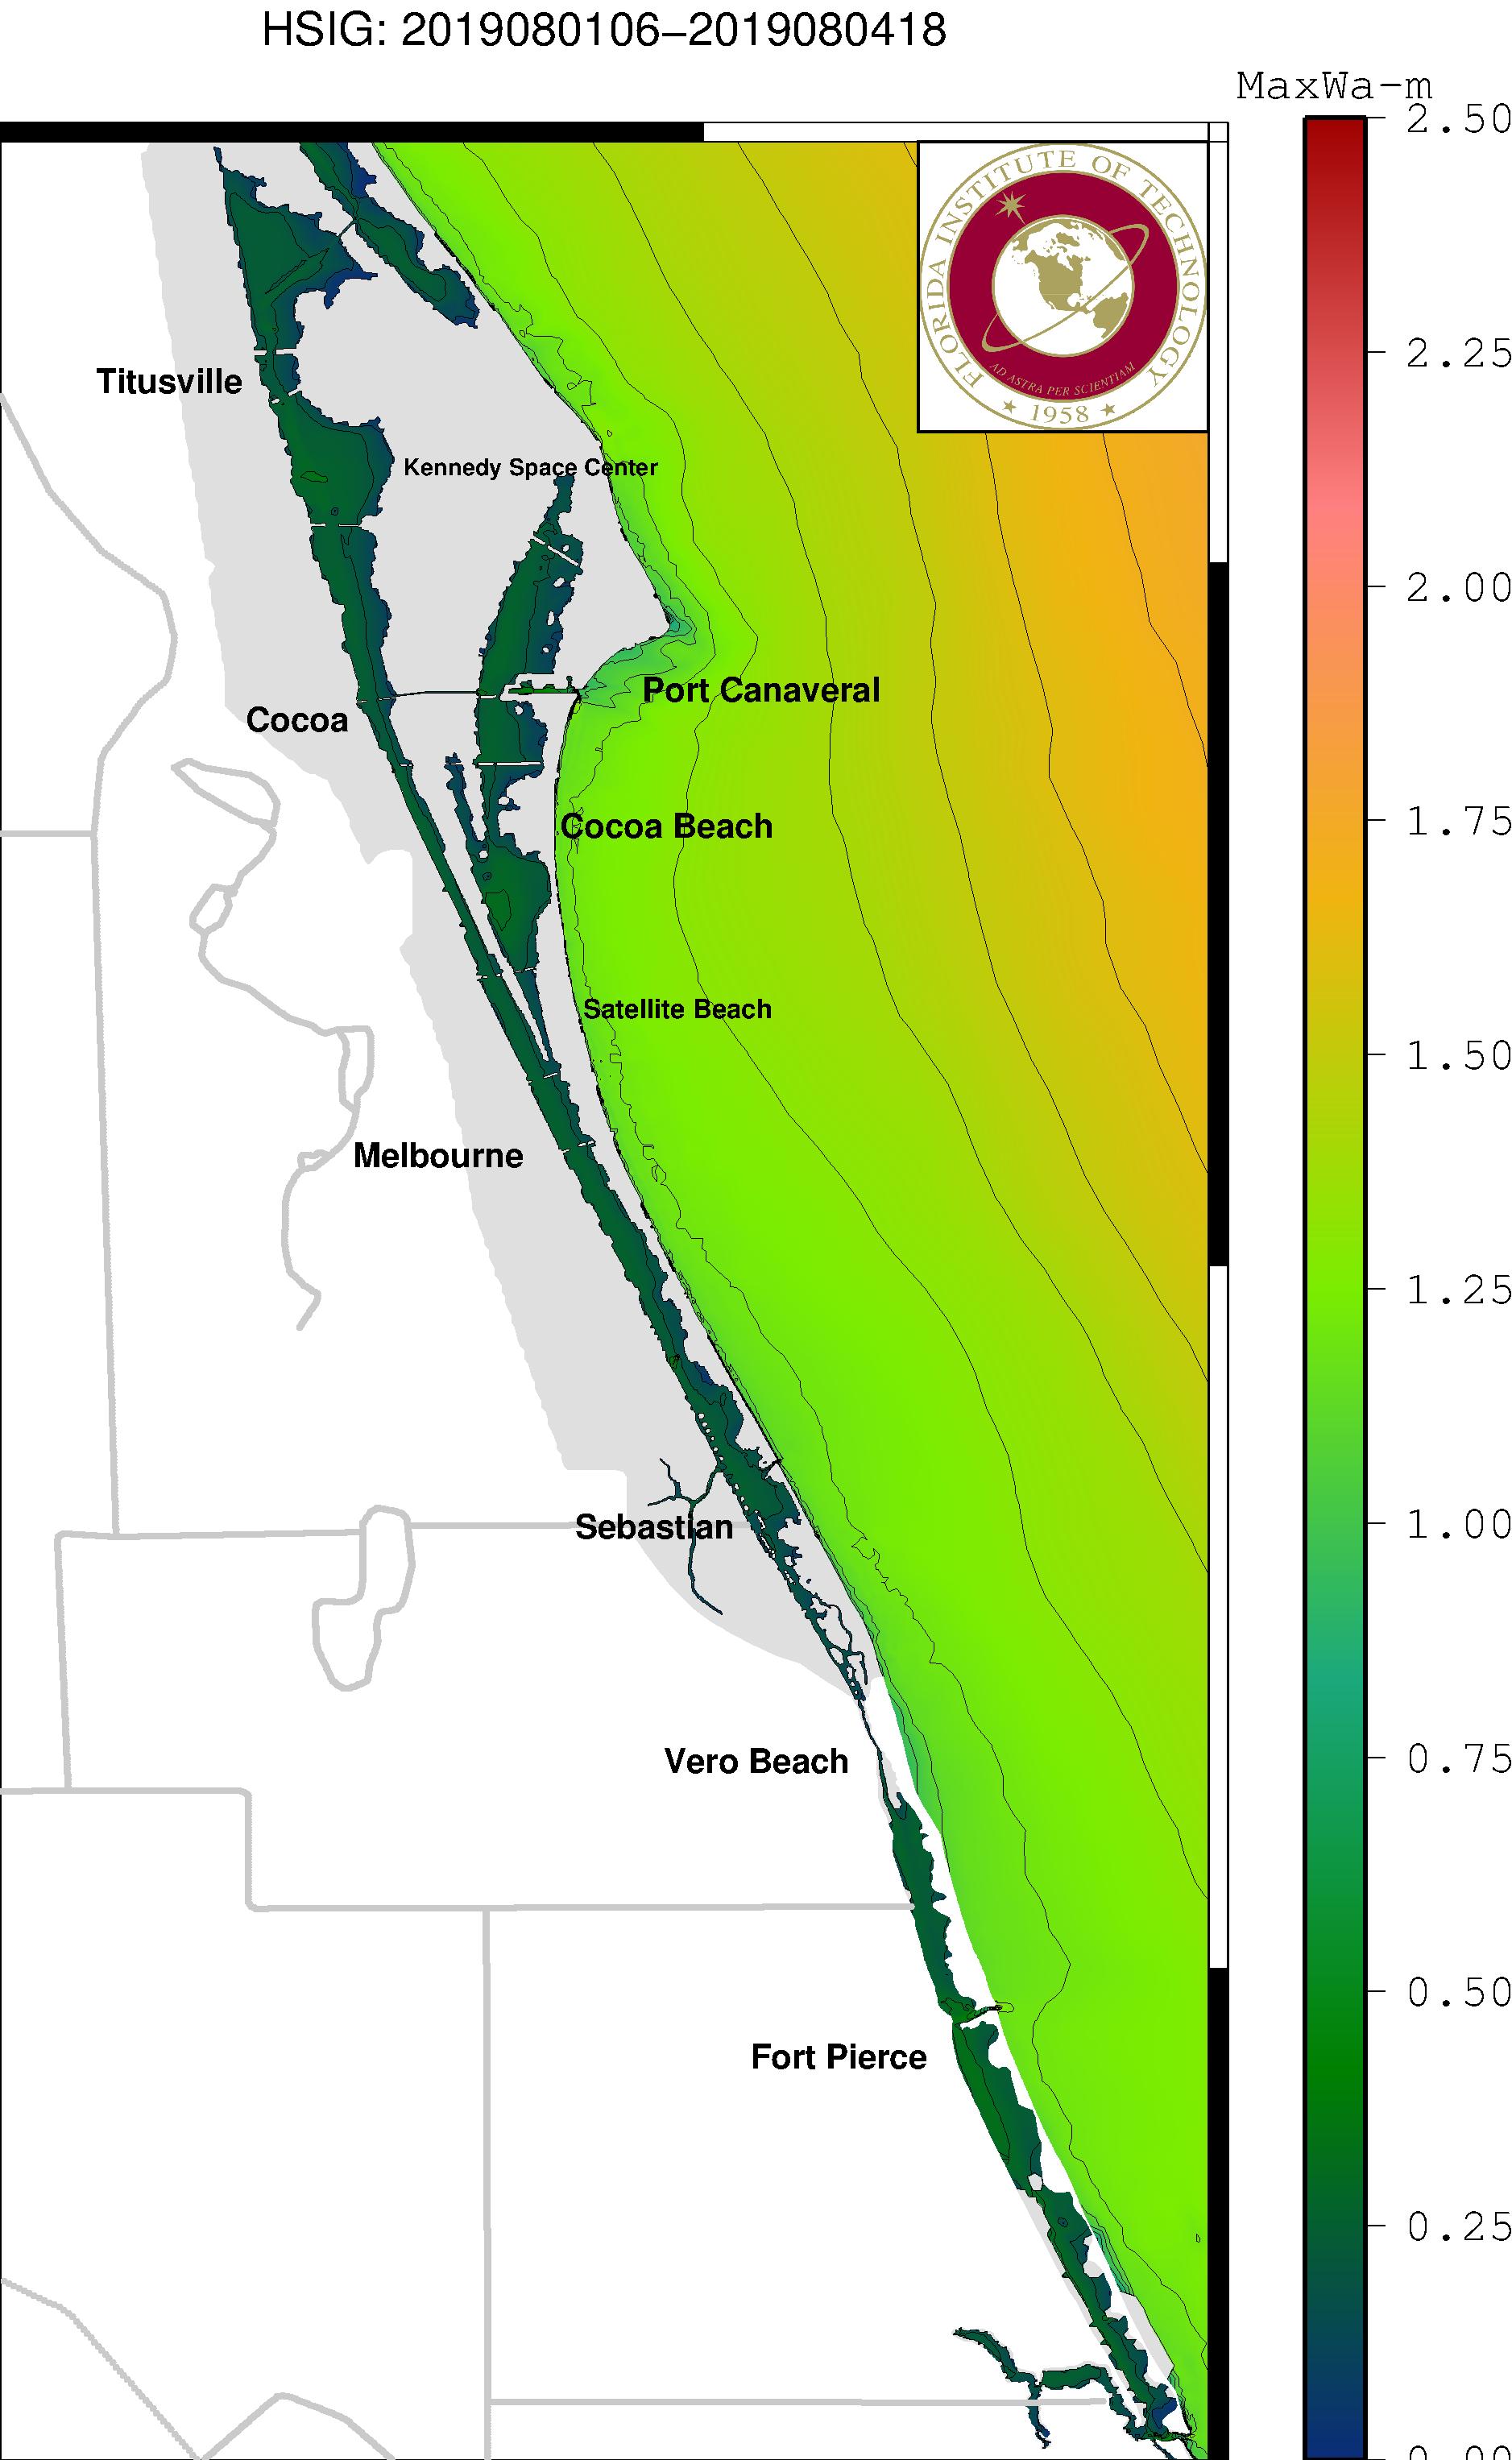 HSIG: 2019080106–2019080418
MaxWa-m
2.50
2.25
2.00
1.75
1.50
1.25
1.00
0.75
0.50
0.25
0.00
FLORIDA INSTITUTE OF TECHNOLOGY
AD ASTRA PER SCIENTIAM
★ 1958 ★
Titusville
Kennedy Space Center
Port Canaveral
Cocoa
Cocoa Beach
Satellite Beach
Melbourne
Sebastian
Vero Beach
Fort Pierce